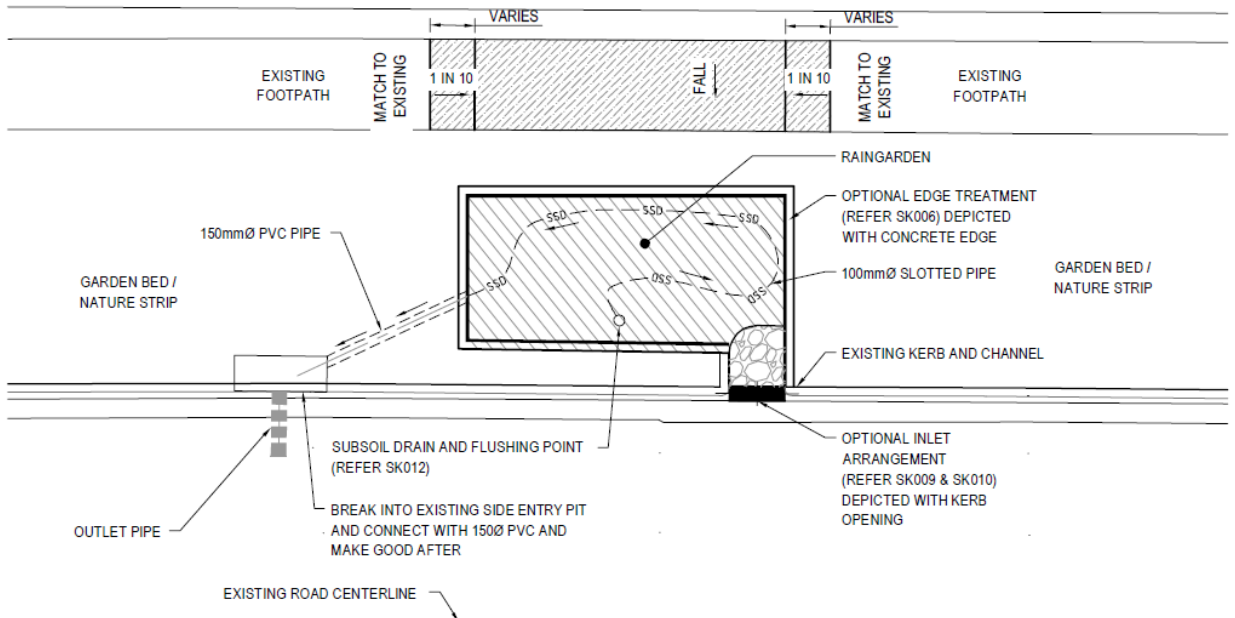 VARIES
VARIES
EXISTING
FOOTPATH
MATCH TO
EXISTING
1 IN 10
FALL
1 IN 10
MATCH TO
EXISTING
EXISTING
FOOTPATH
RAINGARDEN
OPTIONAL EDGE TREATMENT
(REFER SK006) DEPICTED
WITH CONCRETE EDGE
SSD
SSD
SSD
150mmØ PVC PIPE
GARDEN BED /
NATURE STRIP
SSD
SSD
SSD
100mmØ SLOTTED PIPE
GARDEN BED /
NATURE STRIP
EXISTING KERB AND CHANNEL
SUBSOIL DRAIN AND FLUSHING POINT
(REFER SK012)
OPTIONAL INLET
ARRANGEMENT
(REFER SK009 & SK010)
DEPICTED WITH KERB
OPENING
OUTLET PIPE
BREAK INTO EXISTING SIDE ENTRY PIT
AND CONNECT WITH 150Ø PVC AND
MAKE GOOD AFTER
EXISTING ROAD CENTERLINE